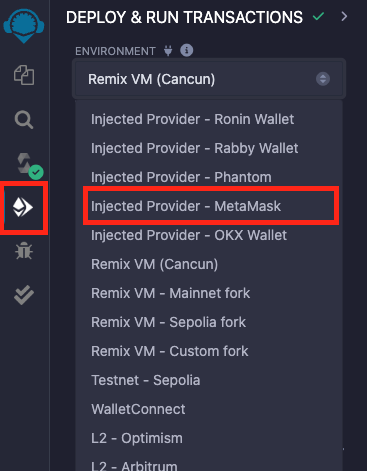 DEPLOY & RUN TRANSACTIONS
ENVIRONMENT
Remix VM (Cancun)
Injected Provider - Ronin Wallet
Injected Provider - Rabby Wallet
Injected Provider - Phantom
Injected Provider - MetaMask
Injected Provider - OKX Wallet
Remix VM (Cancun)
Remix VM - Mainnet fork
Remix VM - Sepolia fork
Remix VM - Custom fork
Testnet - Sepolia
WalletConnect
L2 - Optimism
L2 - Arbitrum